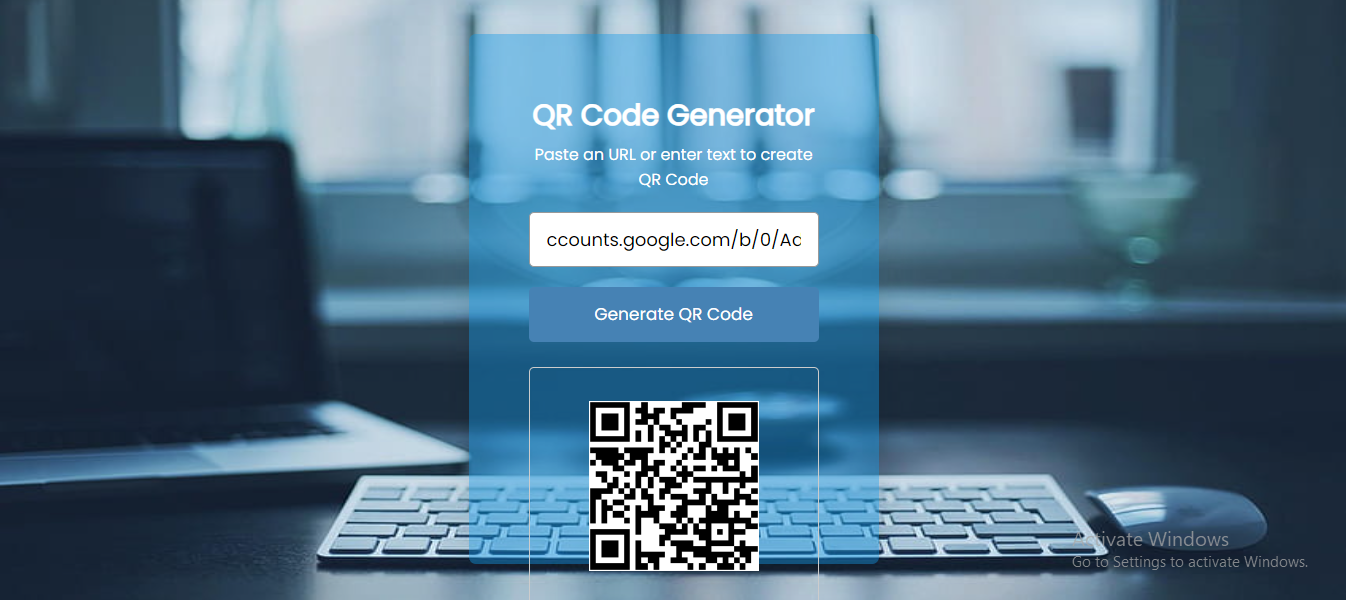 QR Code Generator
Paste an URL or enter text to create
QR Code
ccounts.google.com/b/0/Ac
Generate QR Code
Activate Windows
Go to Settings to activate Windows.